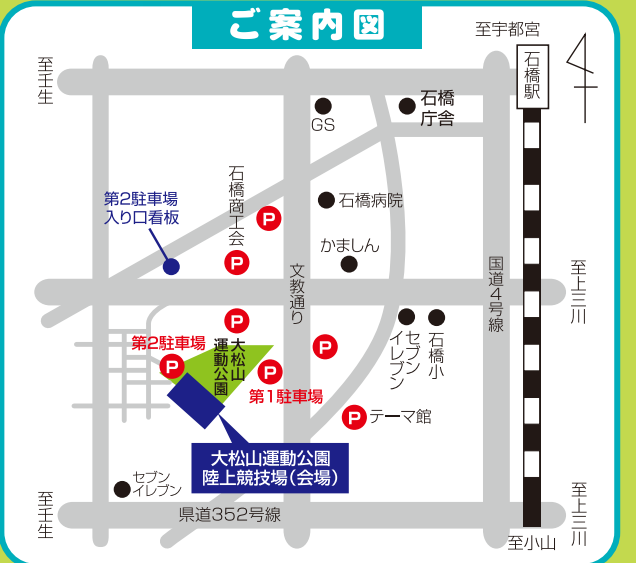 ご案内図
至宇都宮
石橋駅
至壬生
石橋
庁舎
GS
石橋商工会
第2駐車場
入り口看板
石橋病院
P
かましん
P
文教通り
国道4号線
至上三川
P
大松山
運動公園
セブン
イレブン
石橋小
第2駐車場
P
P
P
第1駐車場
P
テーマ館
大松山運動公園
陸上競技場(会場)
セブン
イレブン
至壬生
県道352号線
至上三川
至小山